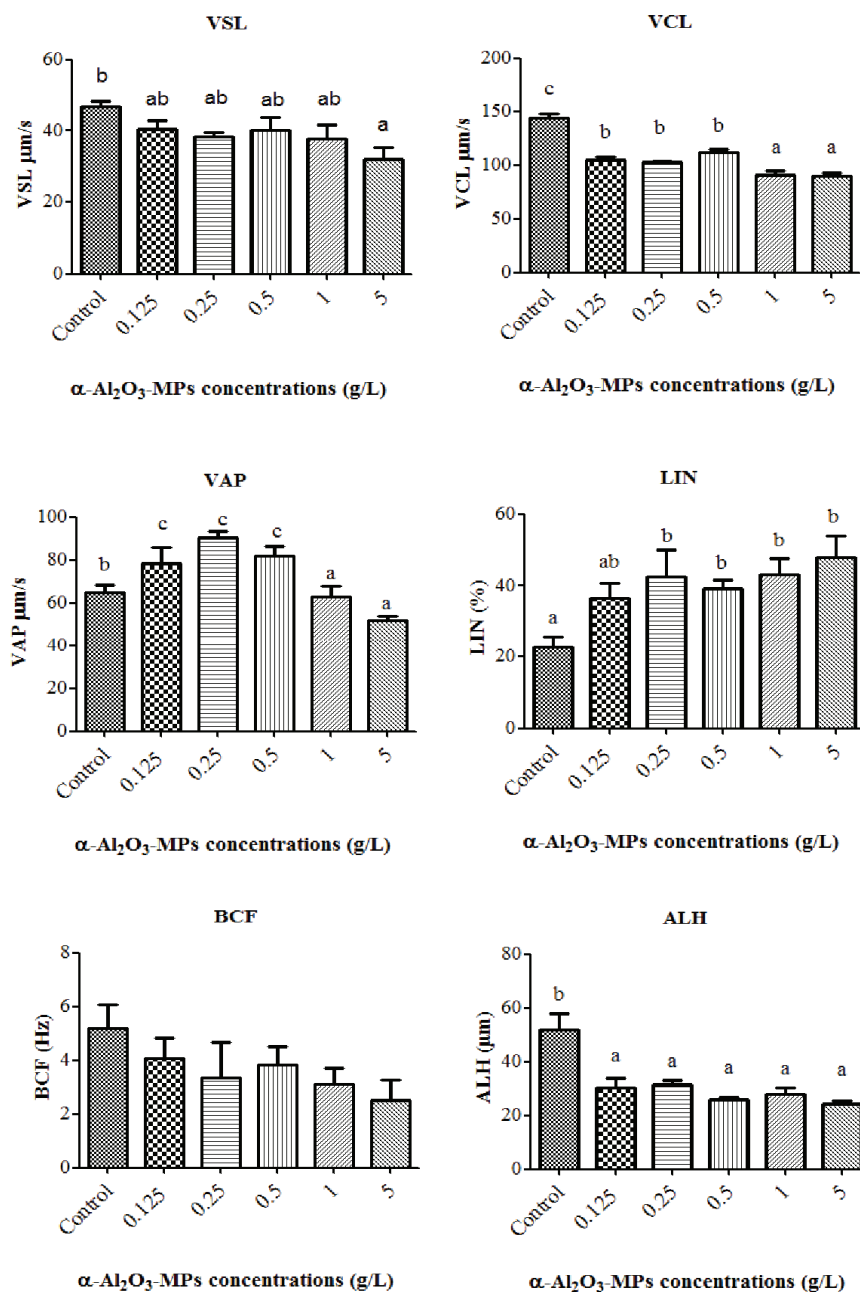 VSL
VSL µm/s
60
40
20
0
b
ab
ab
ab
ab
a
Control
0.125
0.25
0.5
1
5
α-Al₂O₃-MPs concentrations (g/L)
VCL
VCL µm/s
200
150
100
50
0
c
b
b
b
a
a
Control
0.125
0.25
0.5
1
5
α-Al₂O₃-MPs concentrations (g/L)
VAP
VAP µm/s
100
80
60
40
20
0
b
c
c
c
a
a
Control
0.125
0.25
0.5
1
5
α-Al₂O₃-MPs concentrations (g/L)
LIN
LIN (%)
60
40
20
0
a
ab
b
b
b
b
Control
0.125
0.25
0.5
1
5
α-Al₂O₃-MPs concentrations (g/L)
BCF
BCF (Hz)
8
6
4
2
0
Control
0.125
0.25
0.5
1
5
α-Al₂O₃-MPs concentrations (g/L)
ALH
ALH (µm)
80
60
40
20
0
b
a
a
a
a
a
Control
0.125
0.25
0.5
1
5
α-Al₂O₃-MPs concentrations (g/L)